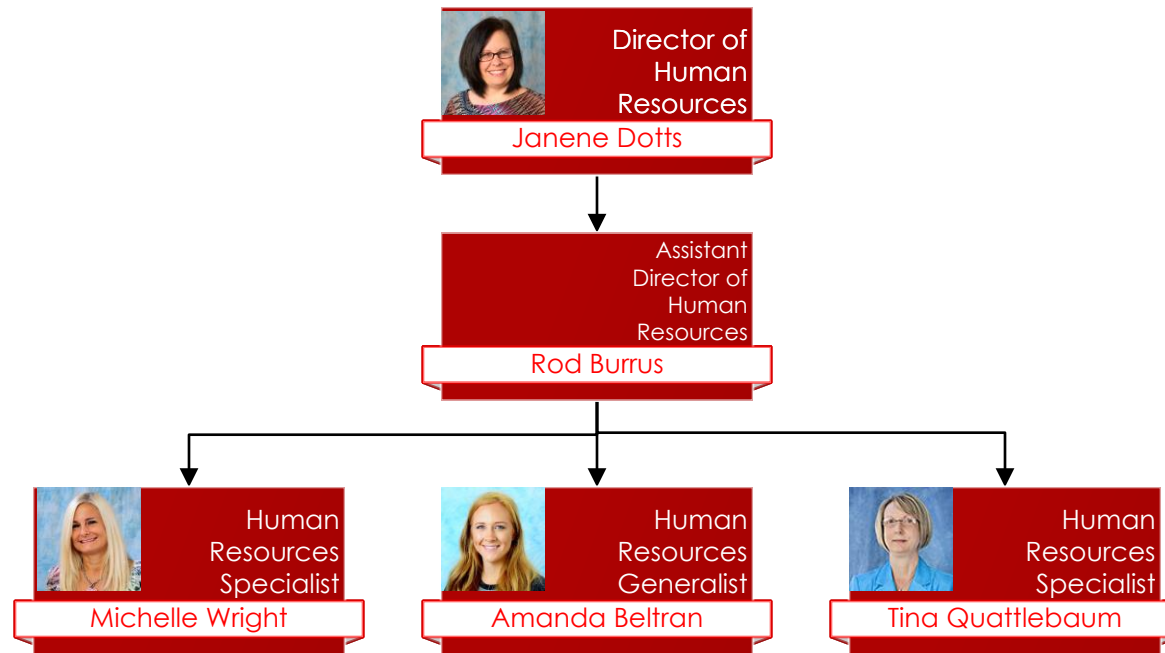 Director of
Human
Resources
Janene Dotts
Assistant
Director of
Human
Resources
Rod Burrus
Human
Resources
Specialist
Michelle Wright
Human
Resources
Generalist
Amanda Beltran
Human
Resources
Specialist
Tina Quattlebaum